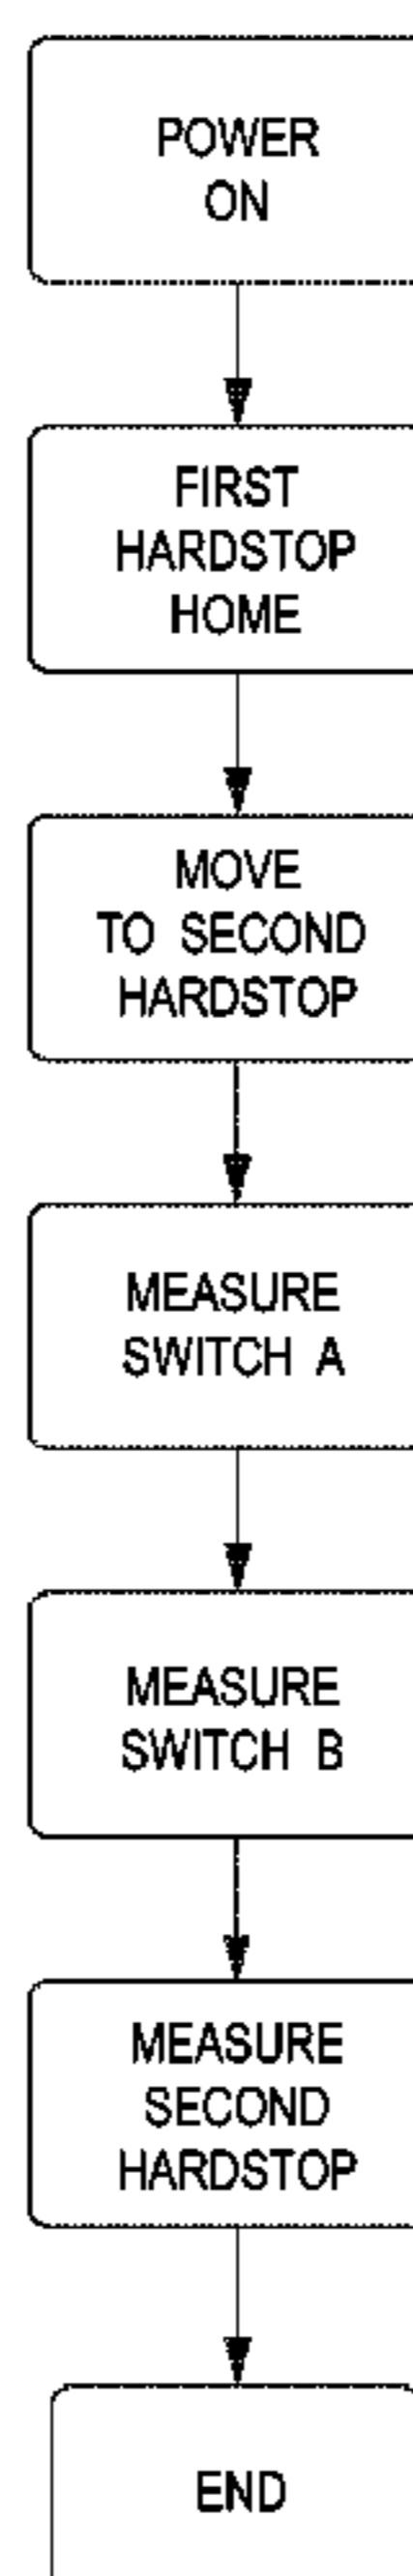 POWER
ON
FIRST
HARDSTOP
HOME
MOVE
TO SECOND
HARDSTOP
MEASURE
SWITCH A
MEASURE
SWITCH B
MEASURE
SECOND
HARDSTOP
END